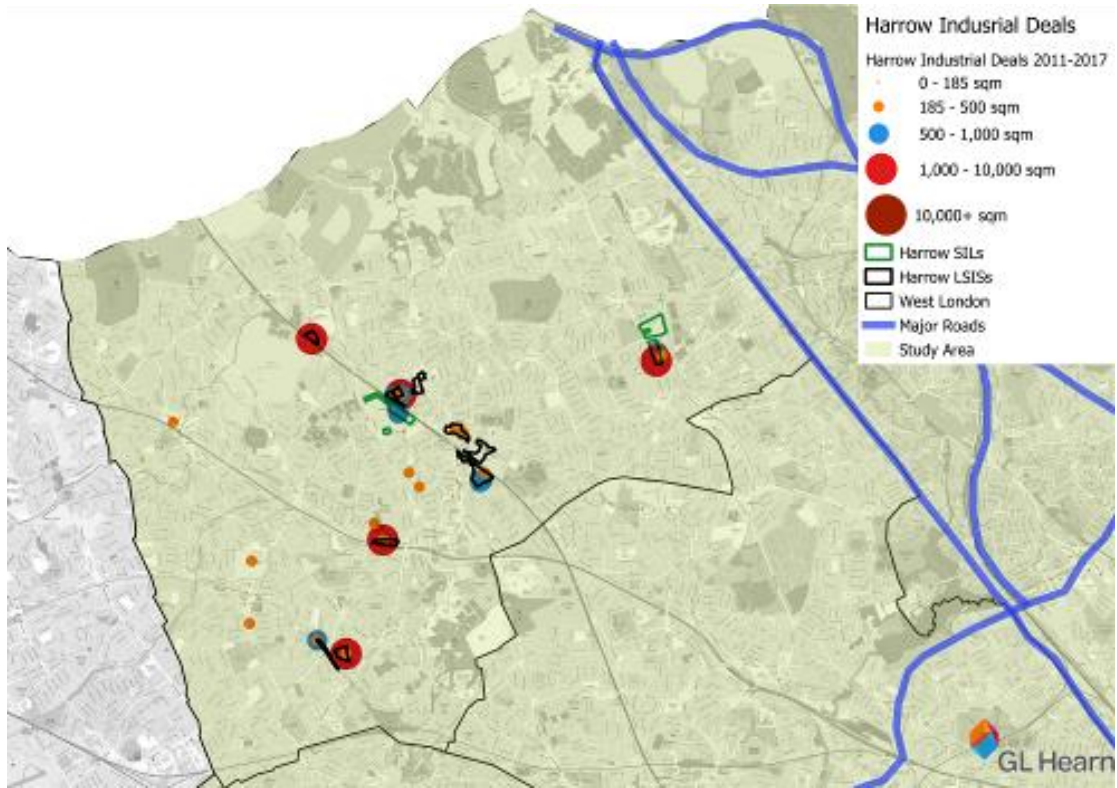 Harrow Indusrial Deals
Harrow Industrial Deals 2011-2017
0 - 185 sqm
185 - 500 sqm
500 - 1,000 sqm
1,000 - 10,000 sqm
10,000+ sqm
Harrow SILs
Harrow LSISs
West London
Major Roads
Study Area
GL Hearn